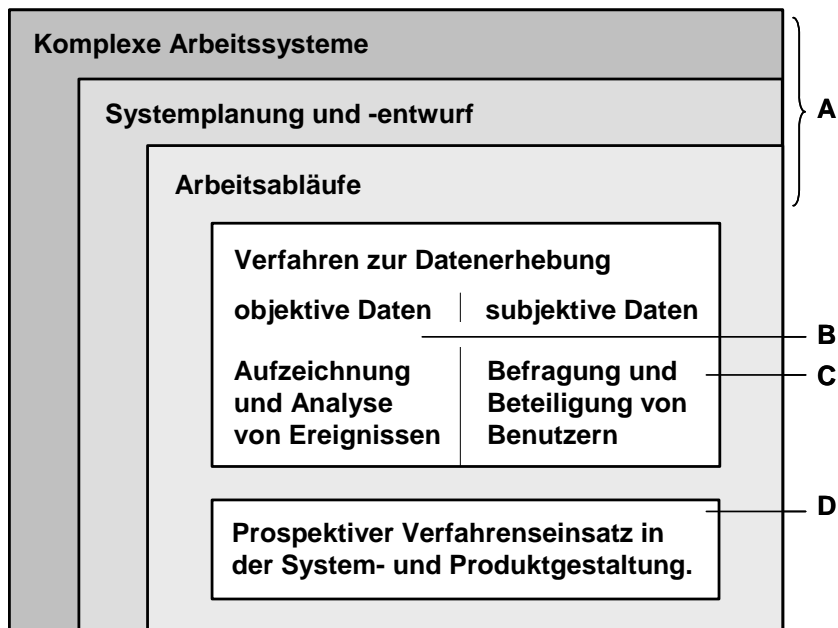 Komplexe Arbeitssysteme
A
Systemplanung und -entwurf
Arbeitsabläufe
Verfahren zur Datenerhebung
objektive Daten subjektive Daten
B
Aufzeichnung
und Analyse
von Ereignissen
Befragung und
Beteiligung von
Benutzern
C
D
Prospektiver Verfahrenseinsatz in
der System- und Produktgestaltung.